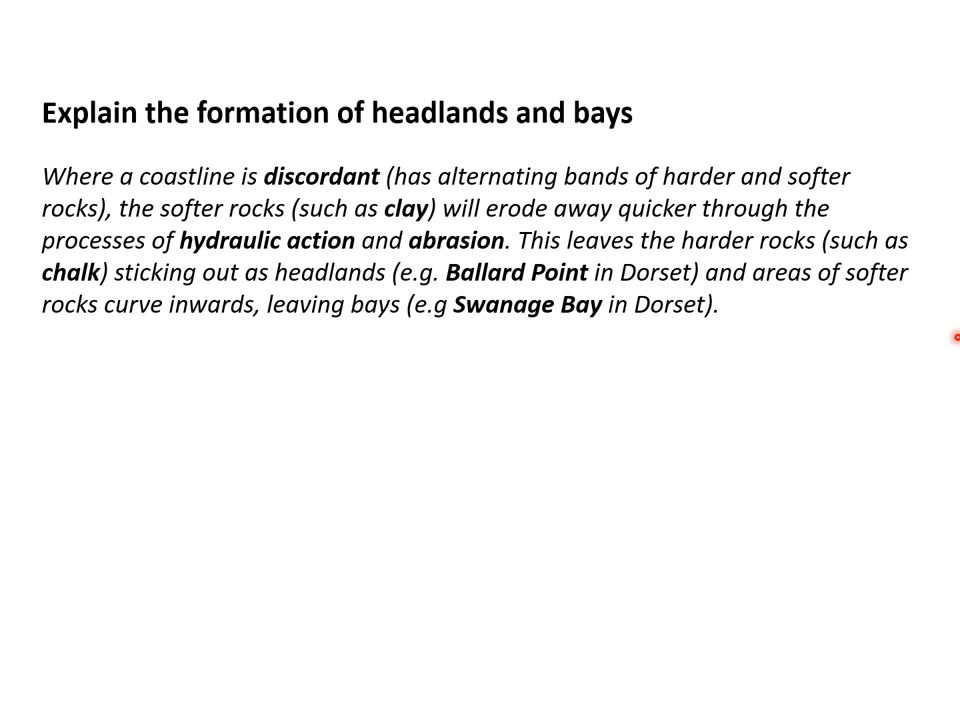 Explain the formation of headlands and bays
Where a coastline is discordant (has alternating bands of harder and softer
rocks), the softer rocks (such as clay) will erode away quicker through the
processes of hydraulic action and abrasion. This leaves the harder rocks (such as
chalk) sticking out as headlands (e.g. Ballard Point in Dorset) and areas of softer
rocks curve inwards, leaving bays (e.g Swanage Bay in Dorset).